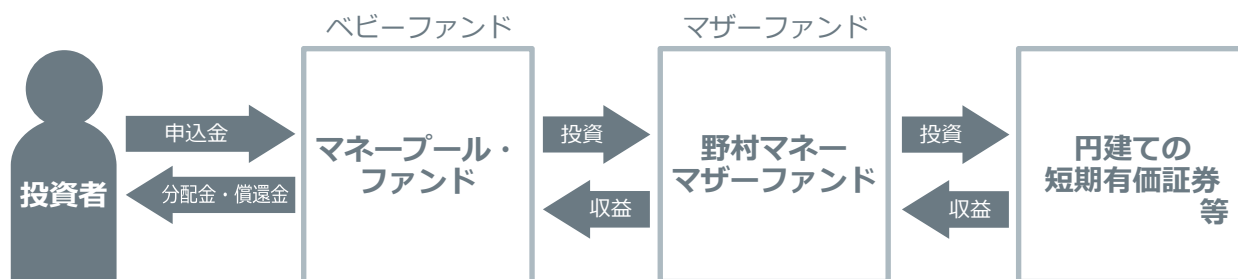 ベビーファンド
マザーファンド
投資者
申込金
分配金・償還金
マネープール・
ファンド
投資
収益
野村マネー
マザーファンド
投資
収益
円建ての
短期有価証券
等